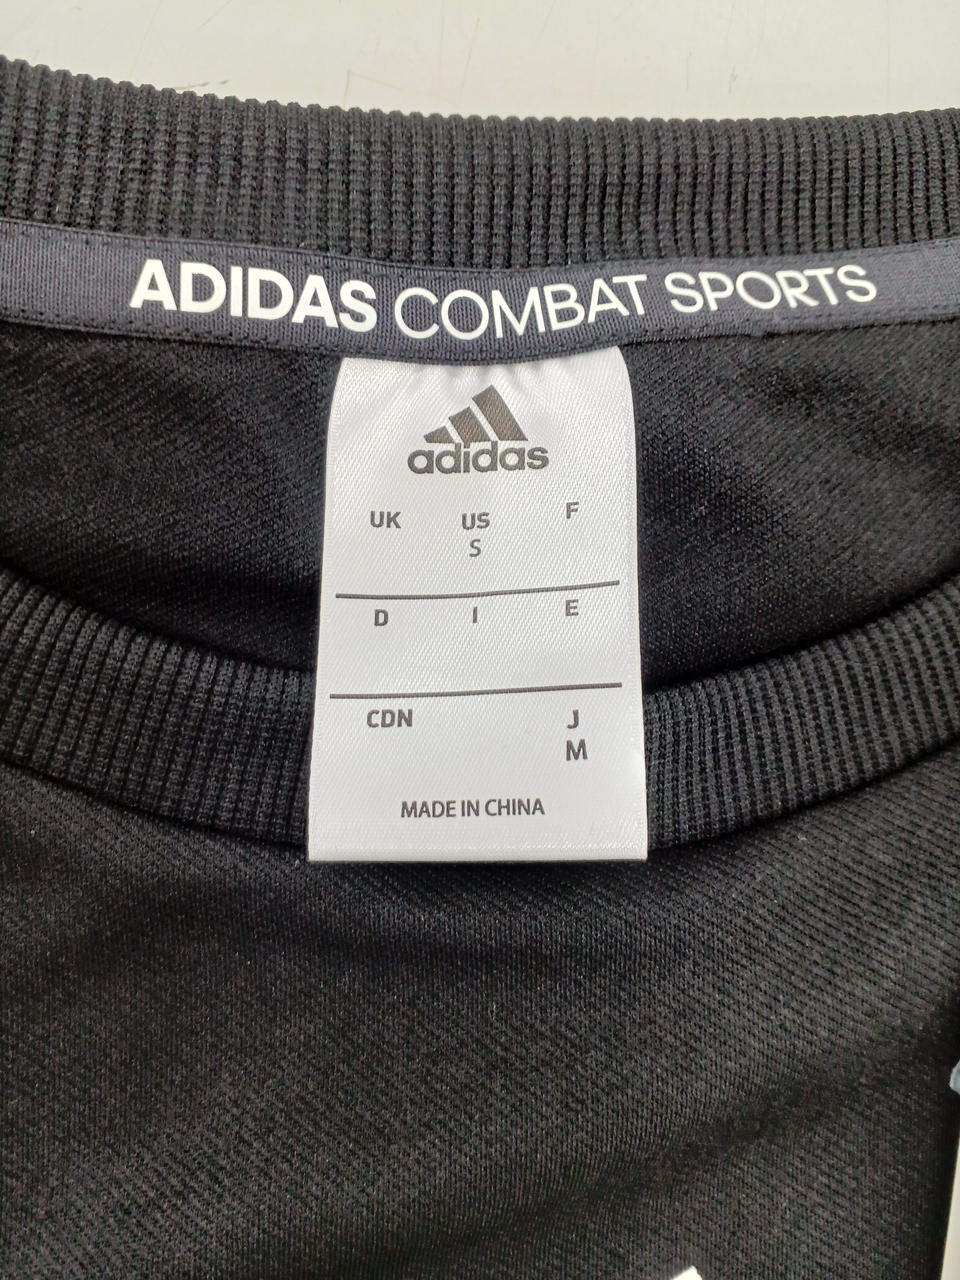 ADIDAS COMBAT SPORTS
adidas
UK US F
S
D I E
CDN J
M
MADE IN CHINA